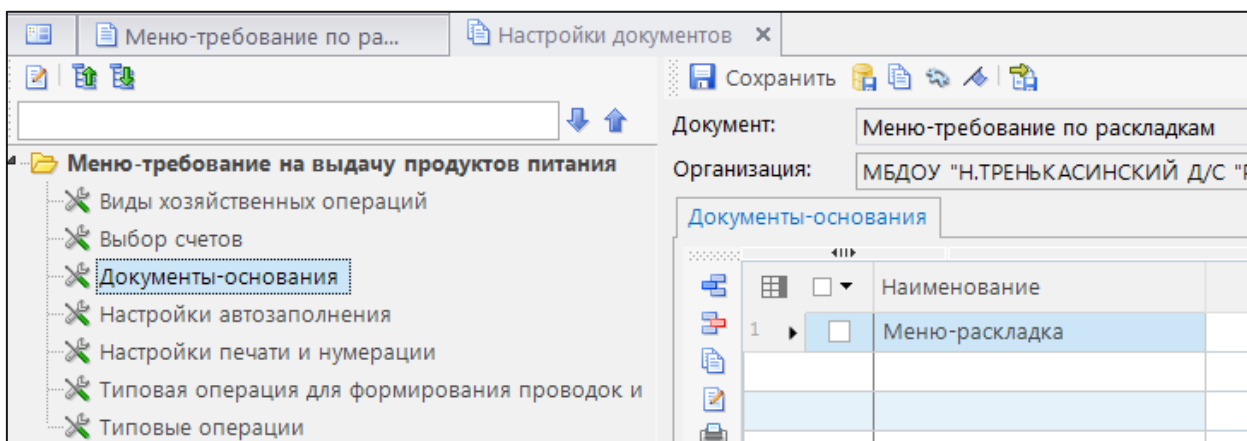 Меню-требование по ра...
Настройки документов
Сохранить
Документ:
Меню-требование по раскладкам
Меню-требование на выдачу продуктов питания
Организация:
МБДОУ "Н.ТРЕНЬКАСИНСКИЙ Д/С
Виды хозяйственных операций
Документы-основания
Выбор счетов
Документы-основания
Наименование
Настройки автозаполнения
1
Меню-раскладка
Настройки печати и нумерации
Типовая операция для формирования проводок и
Типовые операции